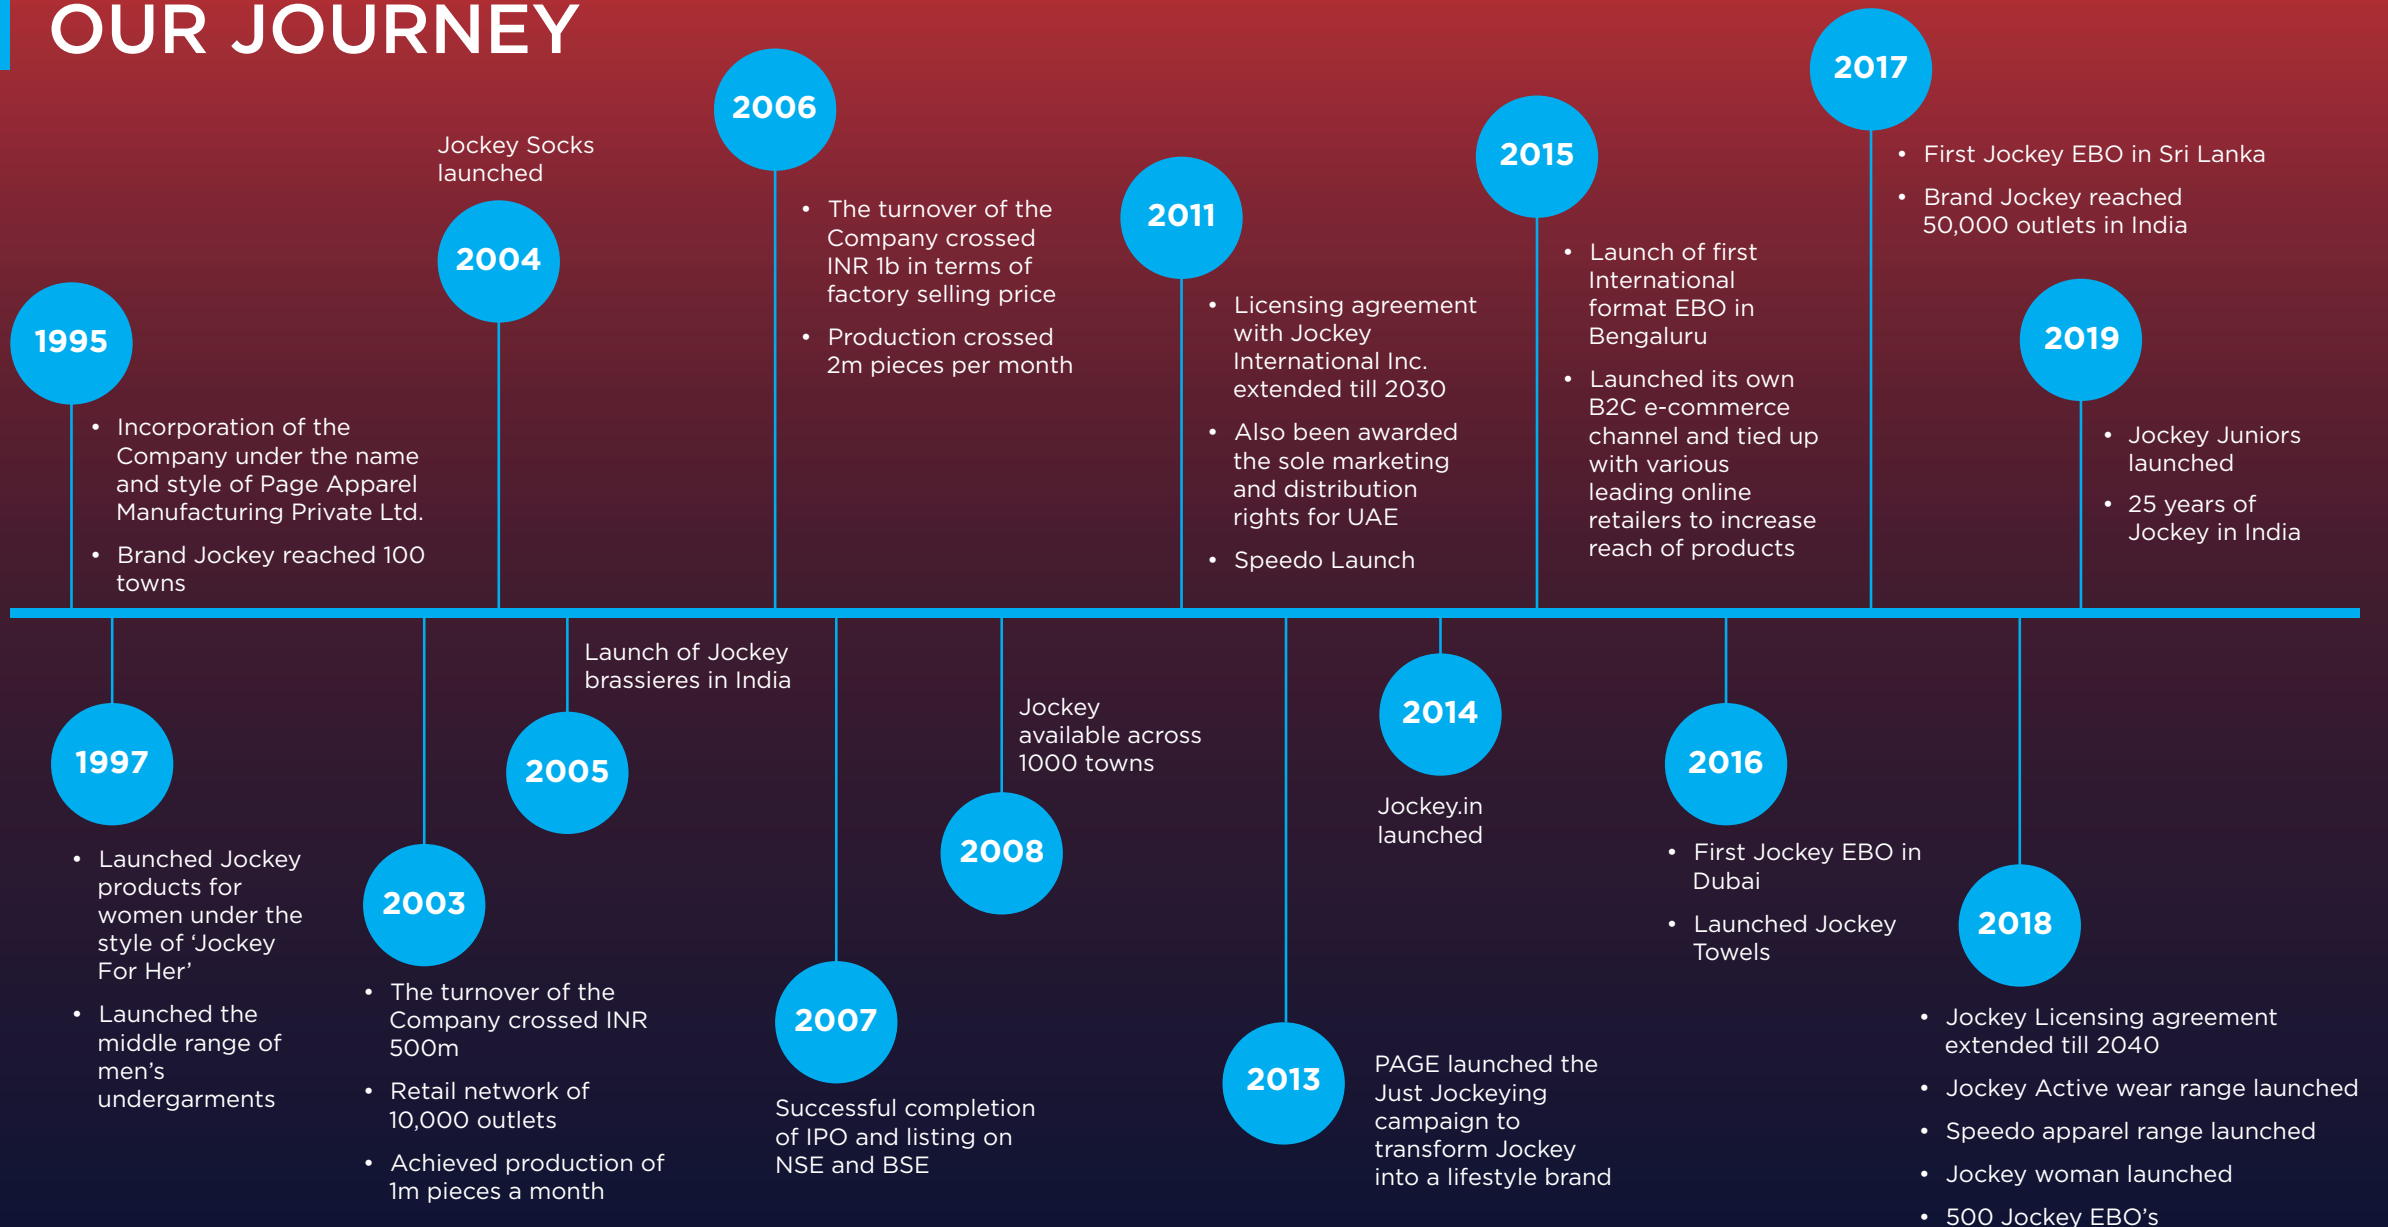 OUR JOURNEY
1995
• Incorporation of the
Company under the name
and style of Page Apparel
Manufacturing Private Ltd.
• Brand Jockey reached 100
towns
1997
• Launched Jockey
products for
women under the
style of ‘Jockey
For Her’
• Launched the
middle range of
men’s
undergarments
2003
• The turnover of the
Company crossed INR
500m
• Retail network of
10,000 outlets
• Achieved production of
1m pieces a month
Jockey Socks
launched
2004
Launch of Jockey
brassieres in India
2005
2006
• The turnover of the
Company crossed
INR 1b in terms of
factory selling price
• Production crossed
2m pieces per month
2007
Successful completion
of IPO and listing on
NSE and BSE
Jockey
available across
1000 towns
2008
2011
• Licensing agreement
with Jockey
International Inc.
extended till 2030
• Also been awarded
the sole marketing
and distribution
rights for UAE
• Speedo Launch
2013
PAGE launched the
Just Jockeying
campaign to
transform Jockey
into a lifestyle brand
2014
Jockey.in
launched
2015
• Launch of first
International
format EBO in
Bengaluru
• Launched its own
B2C e-commerce
channel and tied up
with various
leading online
retailers to increase
reach of products
2016
• First Jockey EBO in
Dubai
• Launched Jockey
Towels
2017
• First Jockey EBO in Sri Lanka
• Brand Jockey reached
50,000 outlets in India
2018
• Jockey Licensing agreement
extended till 2040
• Jockey Active wear range launched
• Speedo apparel range launched
• Jockey woman launched
• 500 Jockey EBO’s
2019
• Jockey Juniors
launched
• 25 years of
Jockey in India